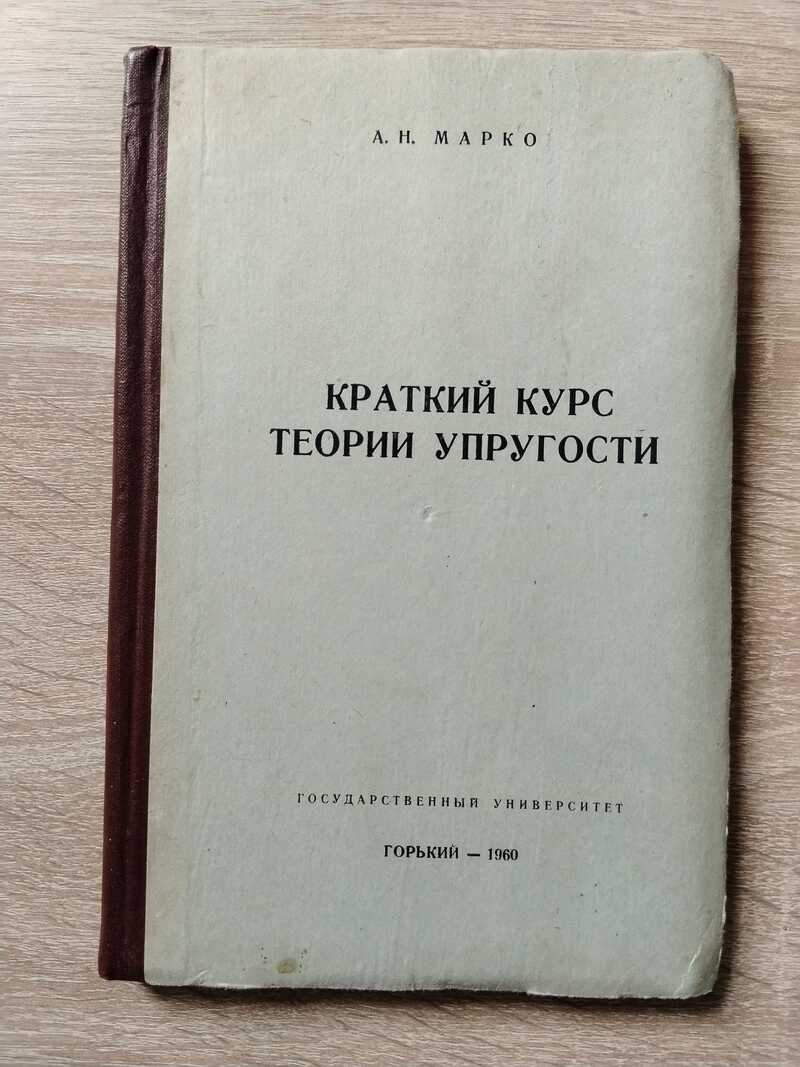 А. Н. МАРКО
КРАТКИЙ КУРС
ТЕОРИИ УПРУГОСТИ
ГОСУДАРСТВЕННЫЙ УНИВЕРСИТЕТ
ГОРЬКИЙ — 1960